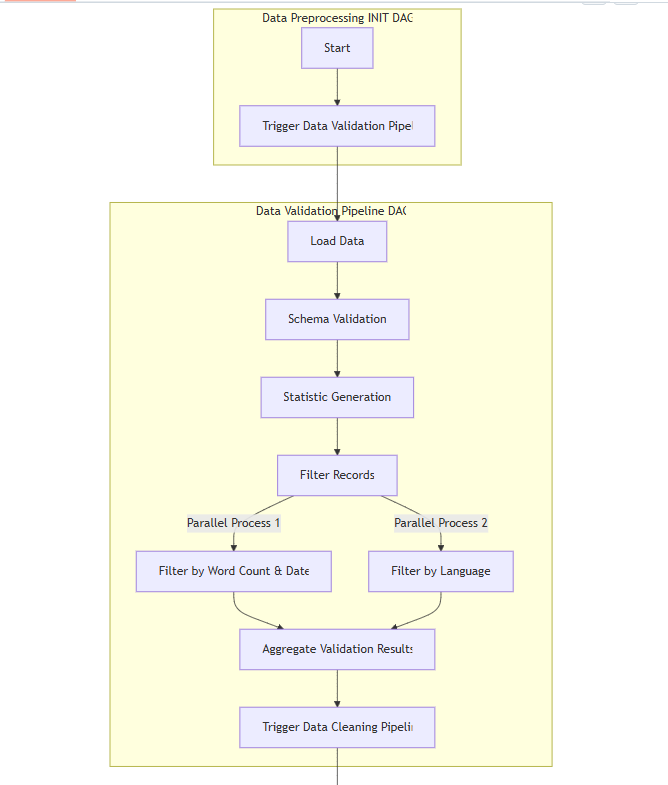 Data Preprocessing INIT DAG
Start
Trigger Data Validation Pipel
Data Validation Pipeline DAG
Load Data
Schema Validation
Statistic Generation
Filter Records
Parallel Process 1
Parallel Process 2
Filter by Word Count & Date
Filter by Language
Aggregate Validation Results
Trigger Data Cleaning Pipelin